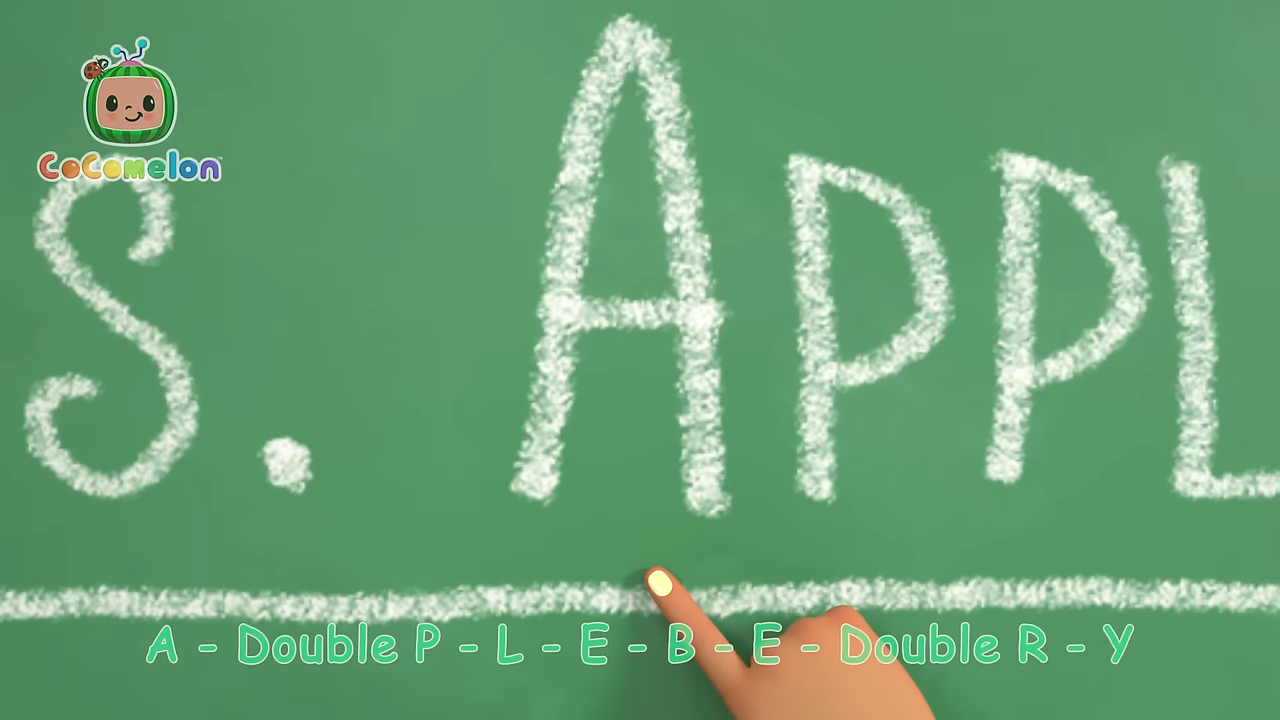 CoComelon
S. APPL
A - Double P - L - E - B - E - Double R - Y